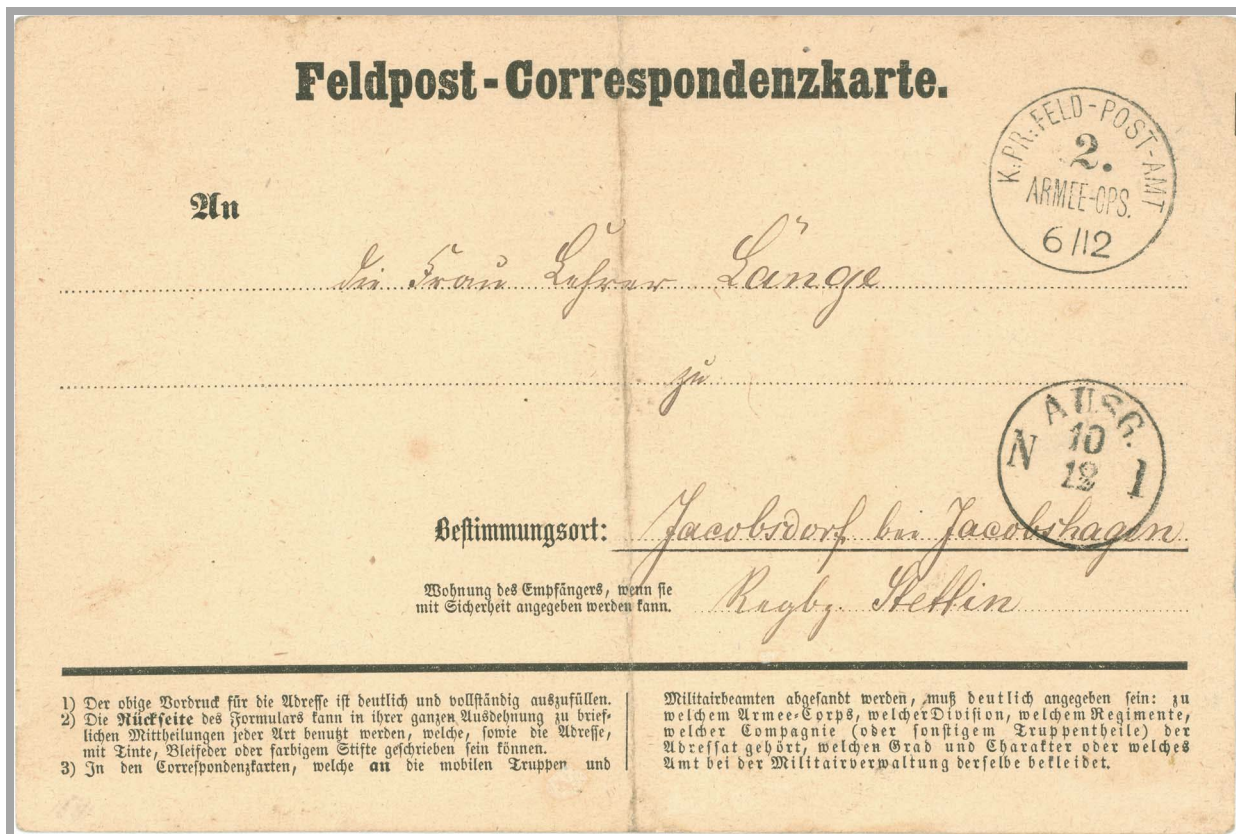 Feldpost-Correspondenzkarte.
K. PR. FELD-POST-AMT
2.
ARMEE-CPS.
6/12
An
die Frau Lehrer Länge
zu
AUSG.
N 10 1
12
Bestimmungsort: Jacobsdorf bei Jacobshagen
Wohnung des Empfängers, wenn sie
mit Sicherheit angegeben werden kann.
Regbz. Stettin
1) Der obige Vordruck für die Adresse ist deutlich und vollständig auszufüllen.
2) Die Rückseite des Formulars kann in ihrer ganzen Ausdehnung zu brief-
lichen Mittheilungen jeder Art benutzt werden, welche, sowie die Adresse,
mit Tinte, Bleifeder oder farbigem Stifte geschrieben sein können.
3) In den Correspondenzkarten, welche an die mobilen Truppen und
Militairbeamten abgesandt werden, muß deutlich angegeben sein: zu
welchem Armee-Corps, welcher Division, welchem Regimente,
welcher Compagnie (oder sonstigem Truppentheile) der
Adressat gehört, welchen Grad und Charakter oder welches
Amt bei der Militairverwaltung derselbe bekleidet.